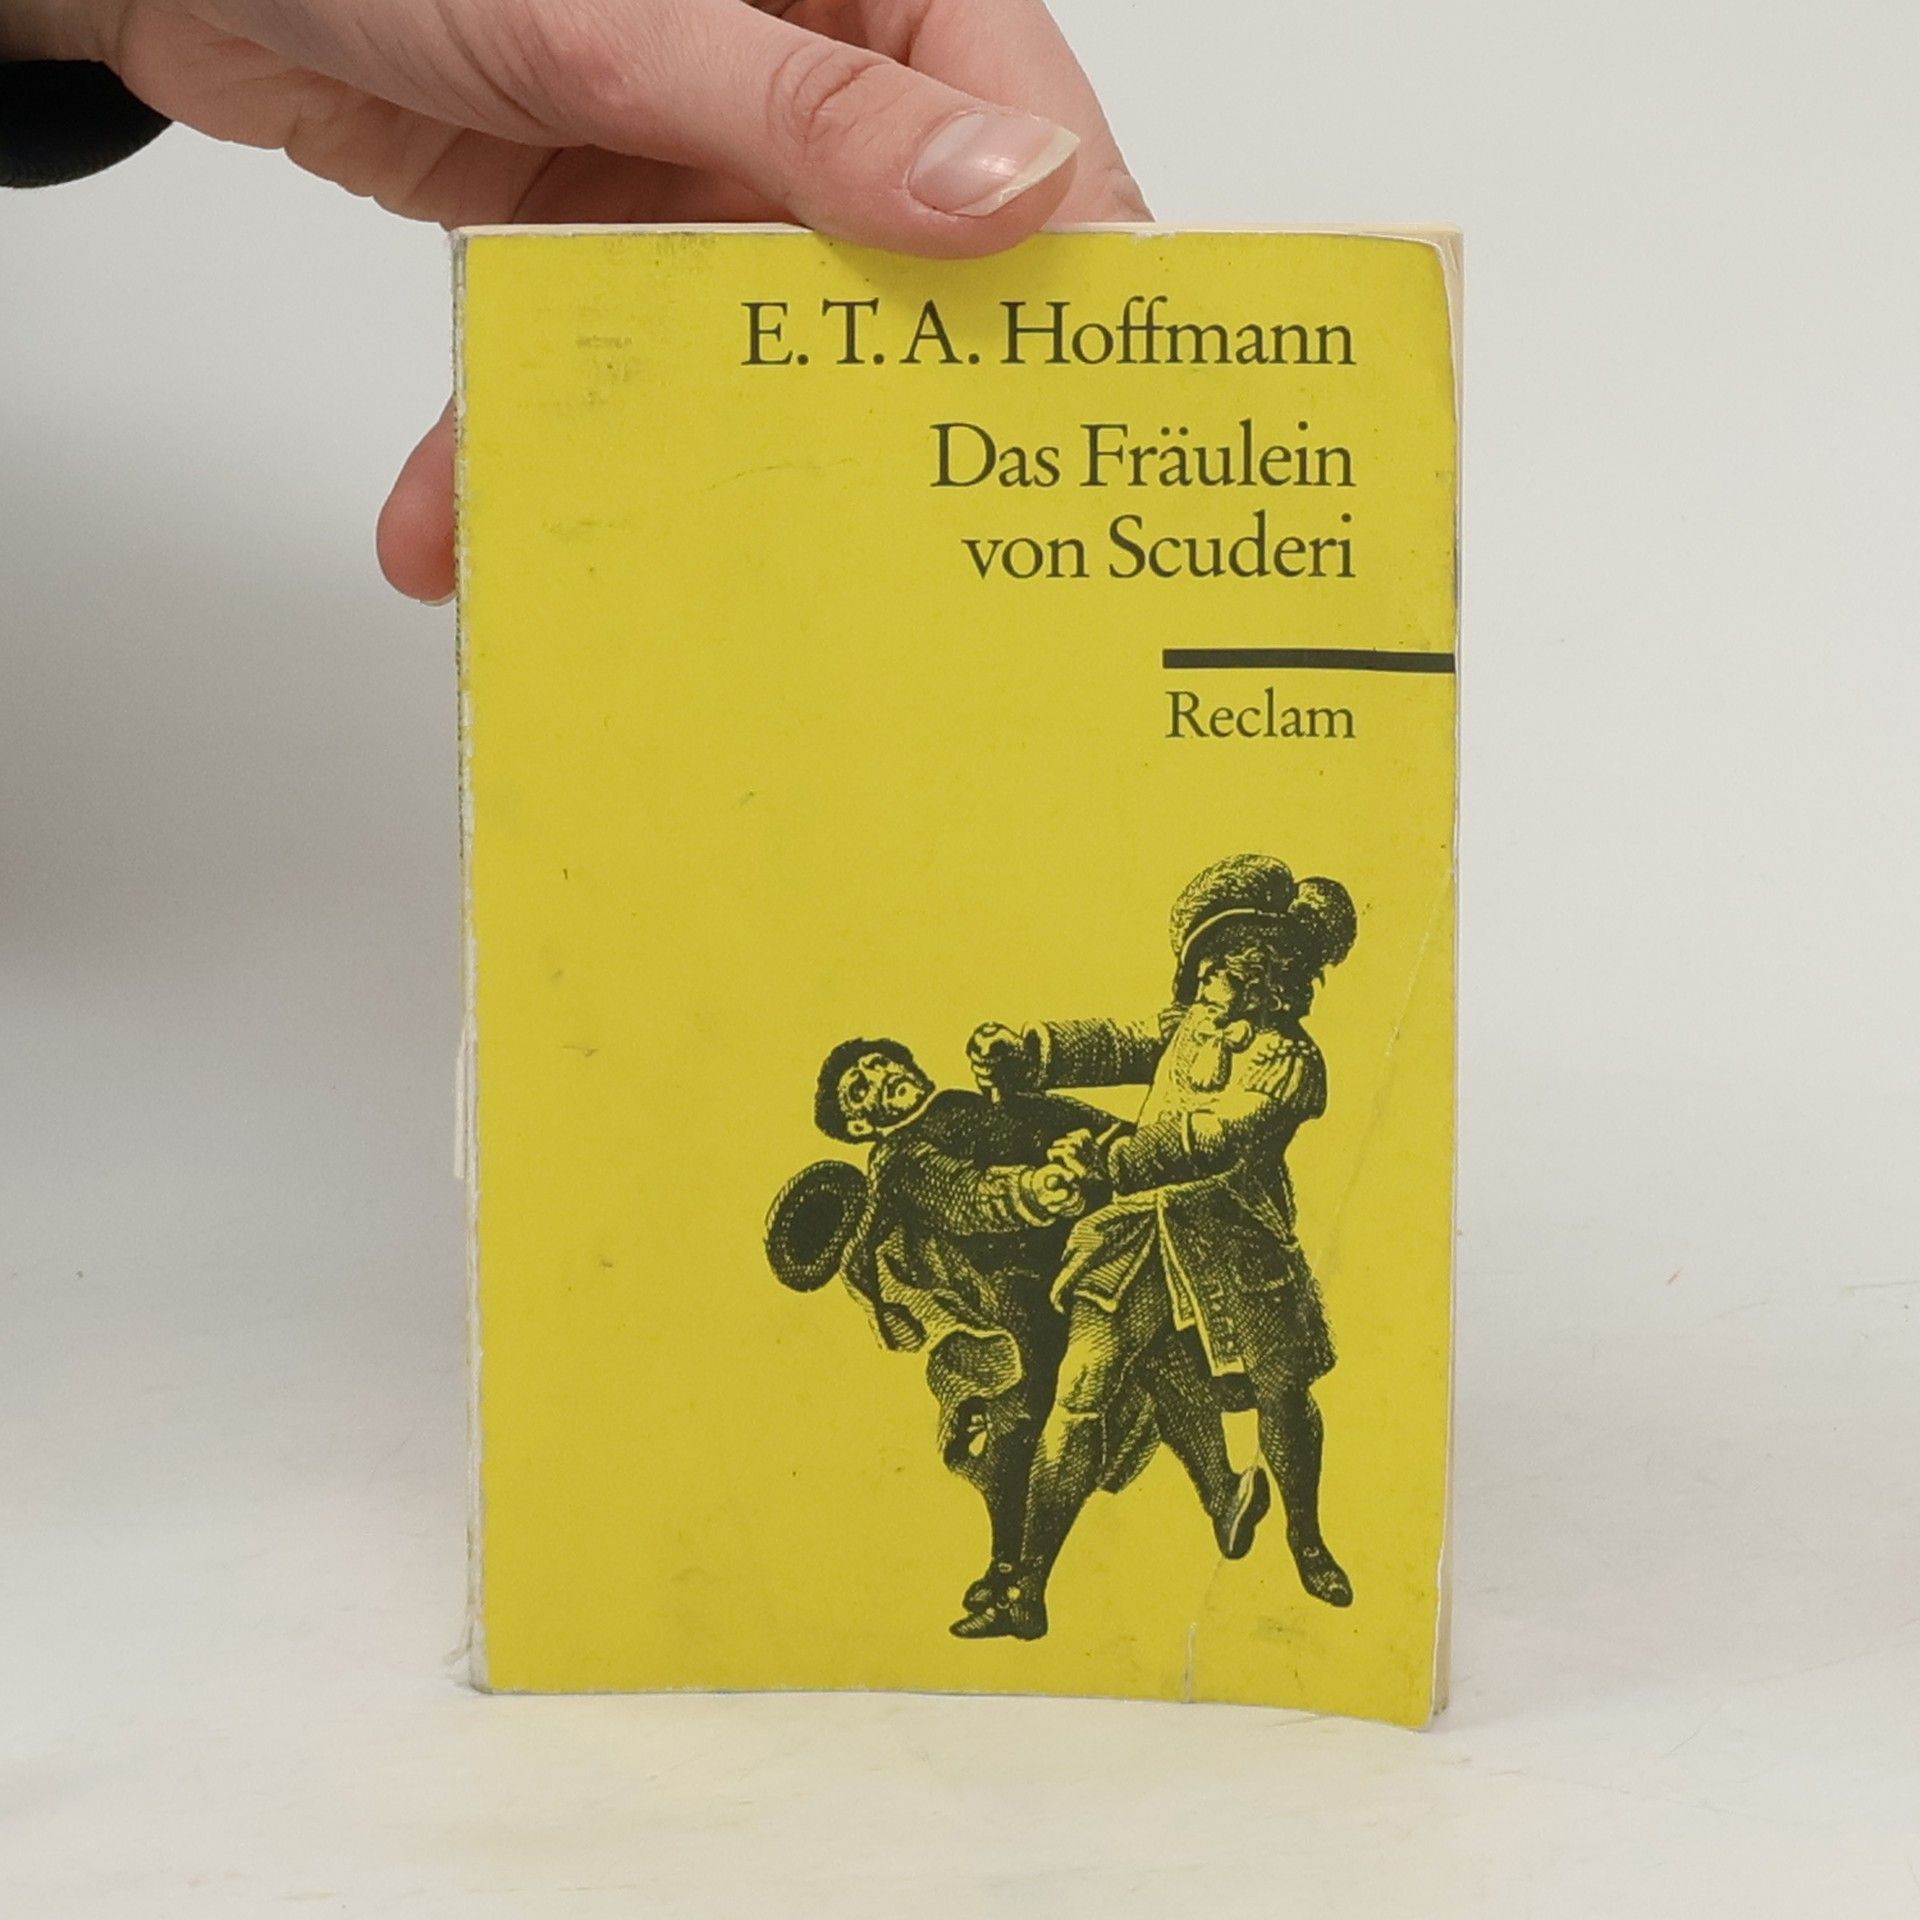 E. T. A. Hoffmann
Das Fräulein
von Scuderi
Reclam